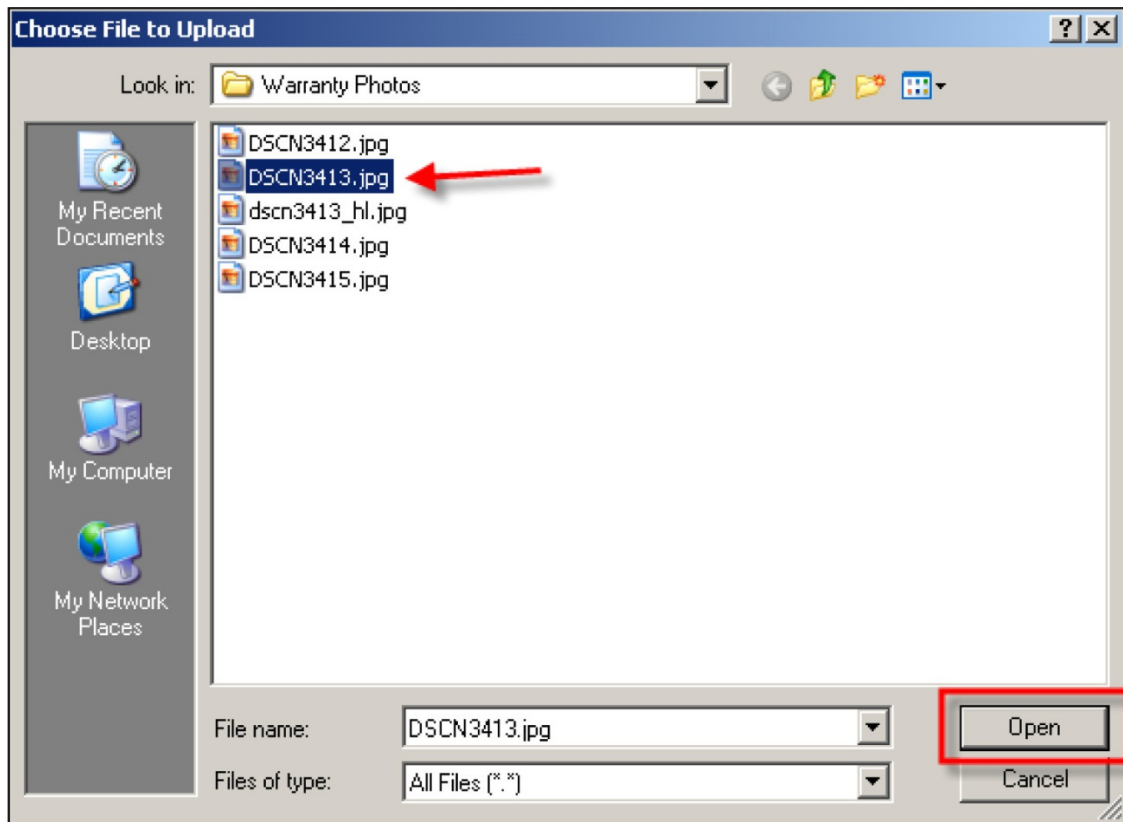 Choose File to Upload
Look in: Warranty Photos
My Recent
Documents
Desktop
My Computer
My Network
Places
DSCN3412.jpg
DSCN3413.jpg
dscn3413_hl.jpg
DSCN3414.jpg
DSCN3415.jpg
File name: DSCN3413.jpg Open
Files of type: All Files (*.*) Cancel